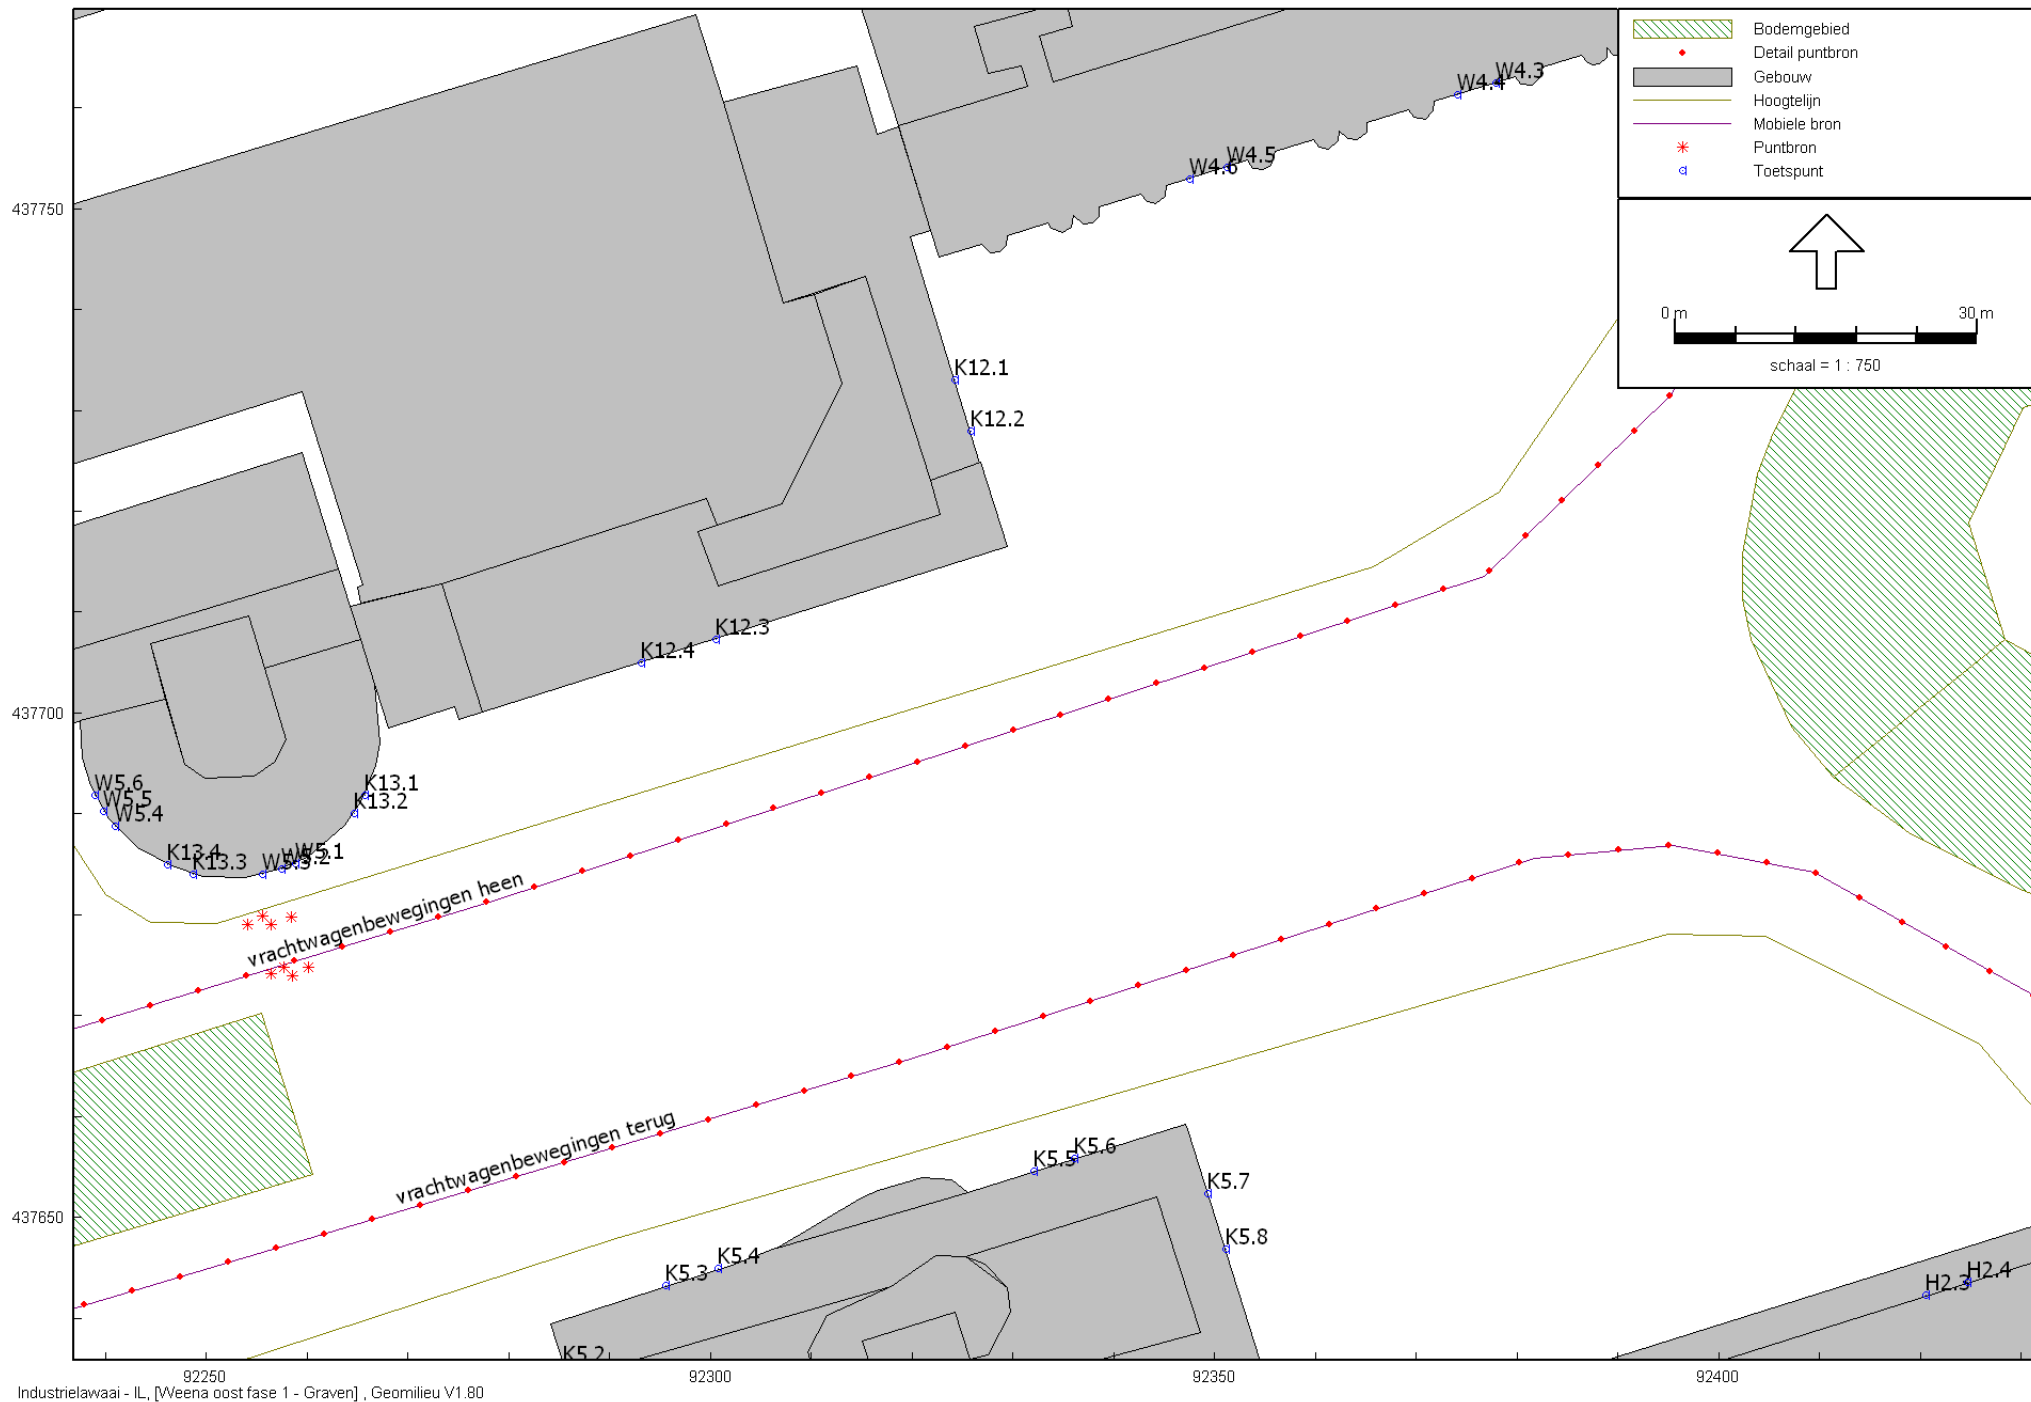 Bodemgebied
Detail puntbron
Gebouw
Hoogtelijn
Mobiele bron
Puntbron
Toetspunt
0 m
30 m
schaal = 1 : 750
W4.3
W4.4
W4.5
W4.6
437750
K12.1
K12.2
K12.3
K12.4
437700
W5.6
W5.5
W5.4
K13.1
K13.2
K13.4
K13.3
W5.3
W5.2
W5.1
vrachtwagenbewegingen heen
vrachtwagenbewegingen terug
K5.5
K5.6
K5.7
437650
K5.8
K5.4
K5.3
H2.3
H2.4
K5.2
92250
92300
92350
92400
Industrielawaai - IL, [Weena oost fase 1 - Graven] , Geomilieu V1.80